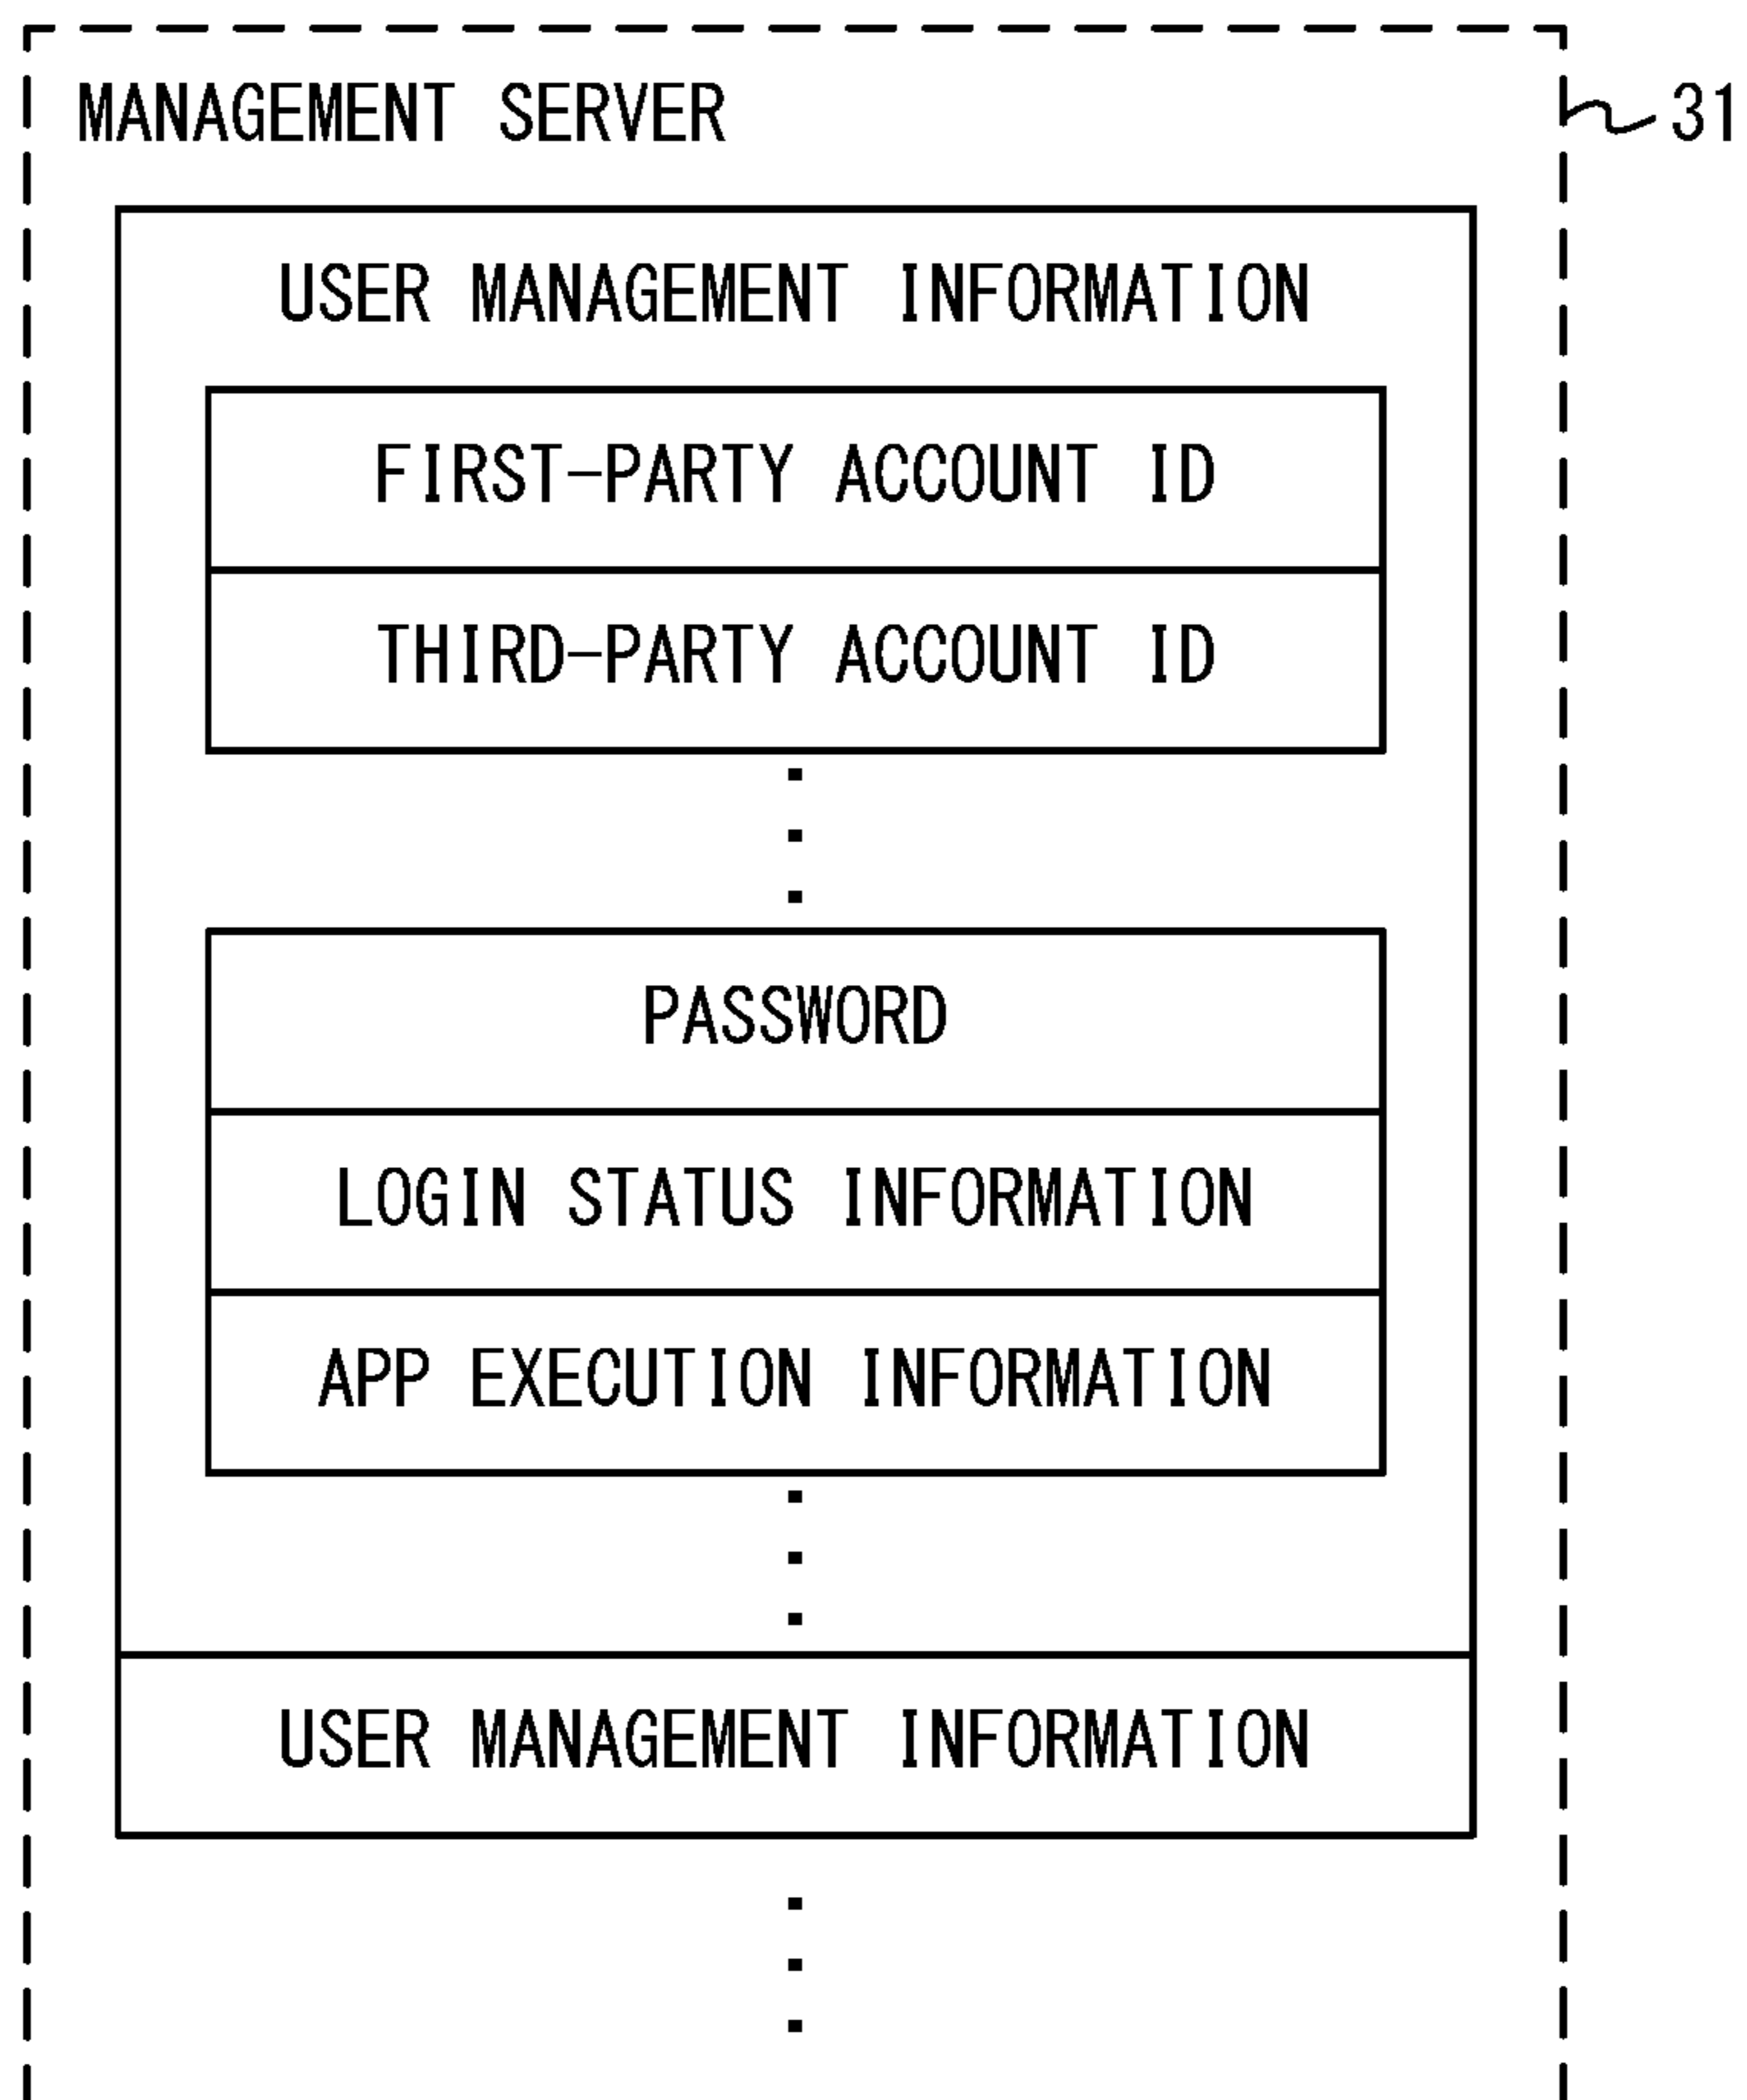 MANAGEMENT SERVER
31
USER MANAGEMENT INFORMATION
FIRST-PARTY ACCOUNT ID
THIRD-PARTY ACCOUNT ID
PASSWORD
LOGIN STATUS INFORMATION
APP EXECUTION INFORMATION
USER MANAGEMENT INFORMATION